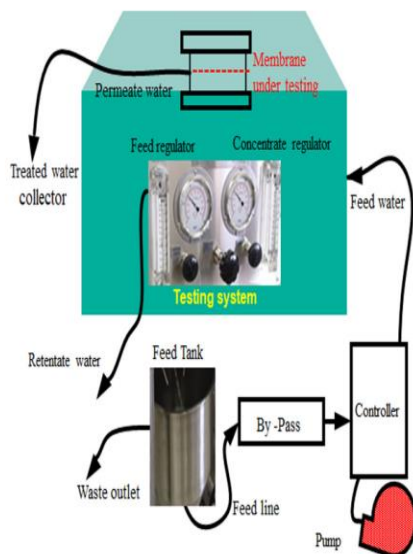 Membrane
under testing
Permeate water
Feed regulator
Concentrate regulator
Treated water
collector
Feed water
Testing system
Retentate water
Feed Tank
By -Pass
Controller
Waste outlet
Feed line
Pump